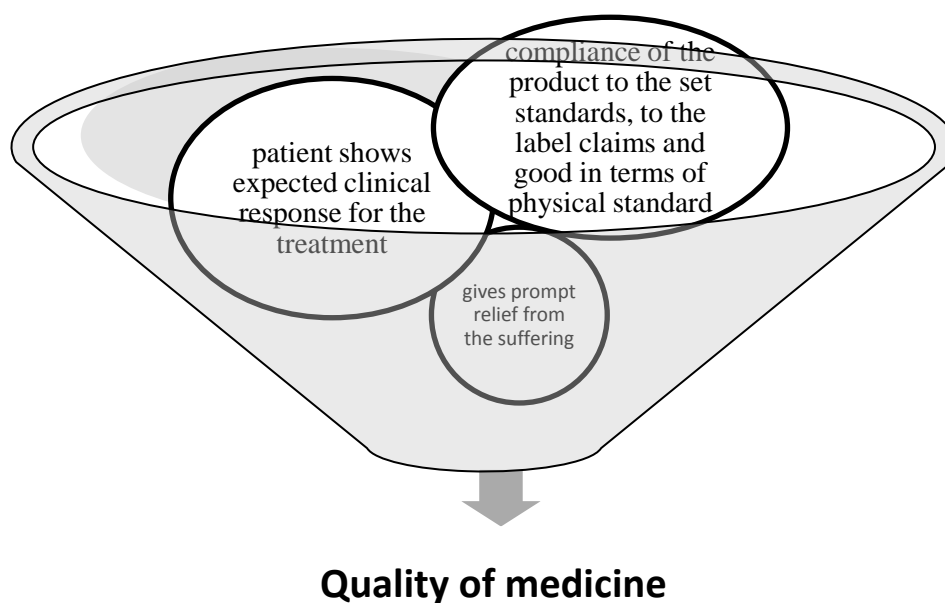 compliance of the
product to the set
standards, to the
label claims and
good in terms of
physical standard
patient shows
expected clinical
response for the
treatment
gives prompt
relief from
the suffering
Quality of medicine